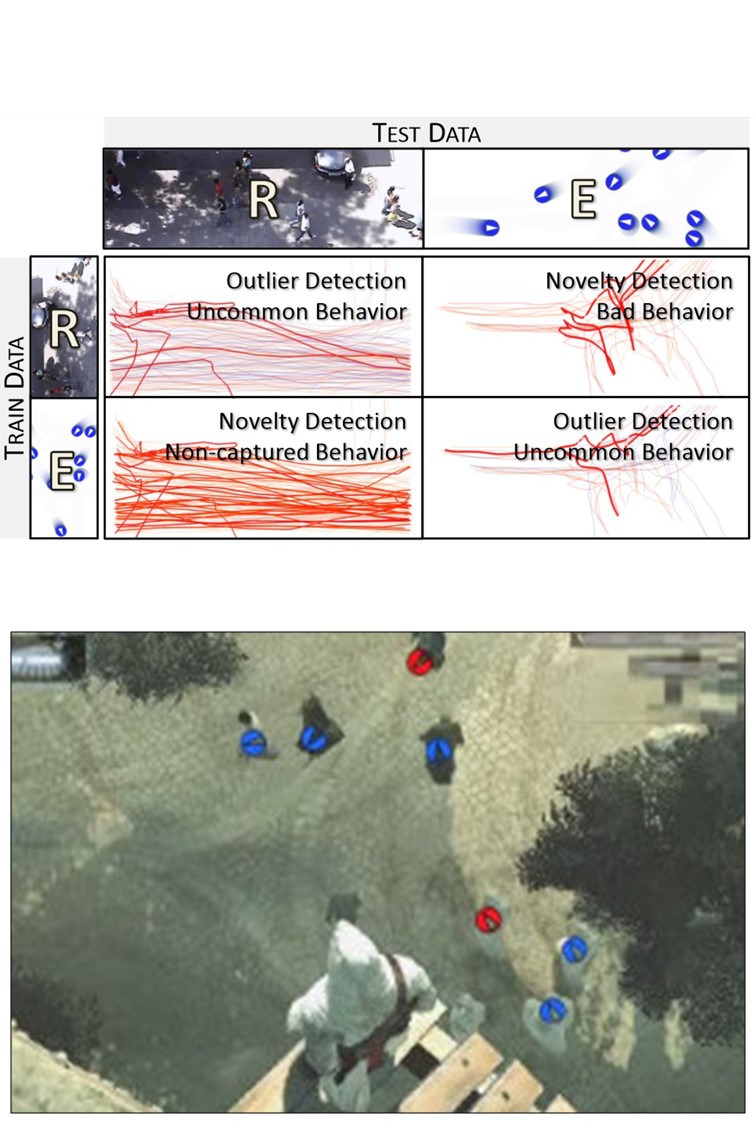 TEST DATA
R
E
TRAIN DATA
R
Outlier Detection
Uncommon Behavior
Novelty Detection
Bad Behavior
E
Novelty Detection
Non-captured Behavior
Outlier Detection
Uncommon Behavior